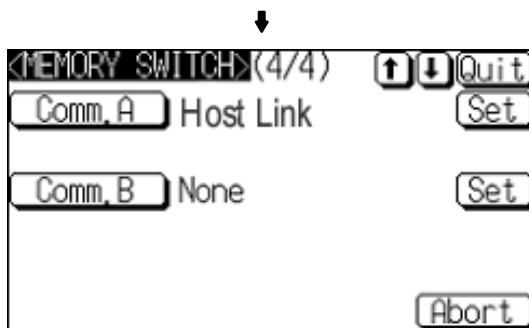 <MEMORY SWITCH>(4/4) ↑ ↓ Quit
Comm.A Host Link Set
Comm.B None Set
Abort